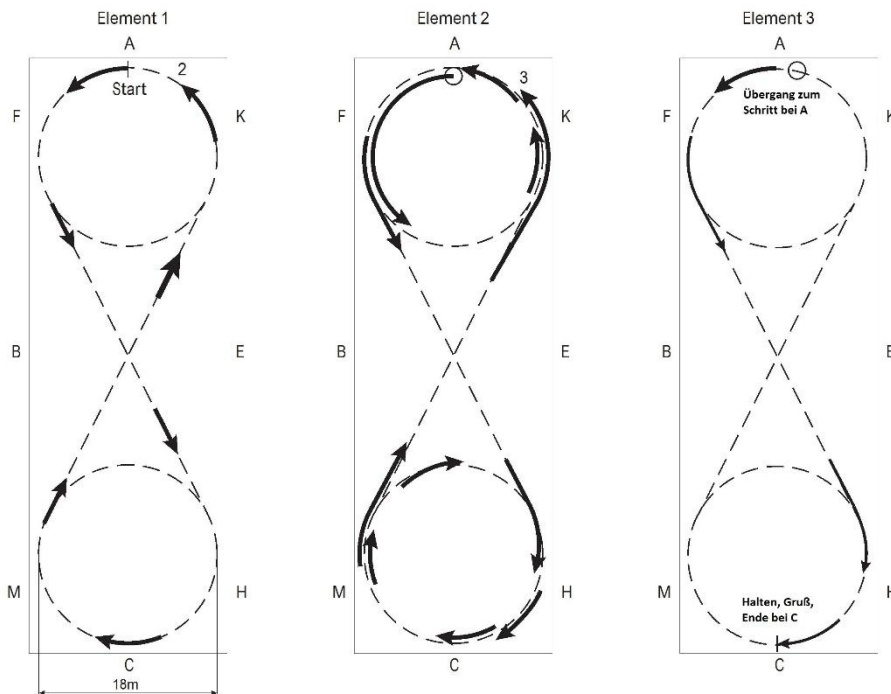 Element 1
A
2
Start
F
K
B
E
M
H
C
18m
Element 2
A
3
F
K
B
E
M
H
C
Element 3
A
Übergang zum
Schritt bei A
F
K
B
E
M
H
Halten, Gruß,
Ende bei C
C